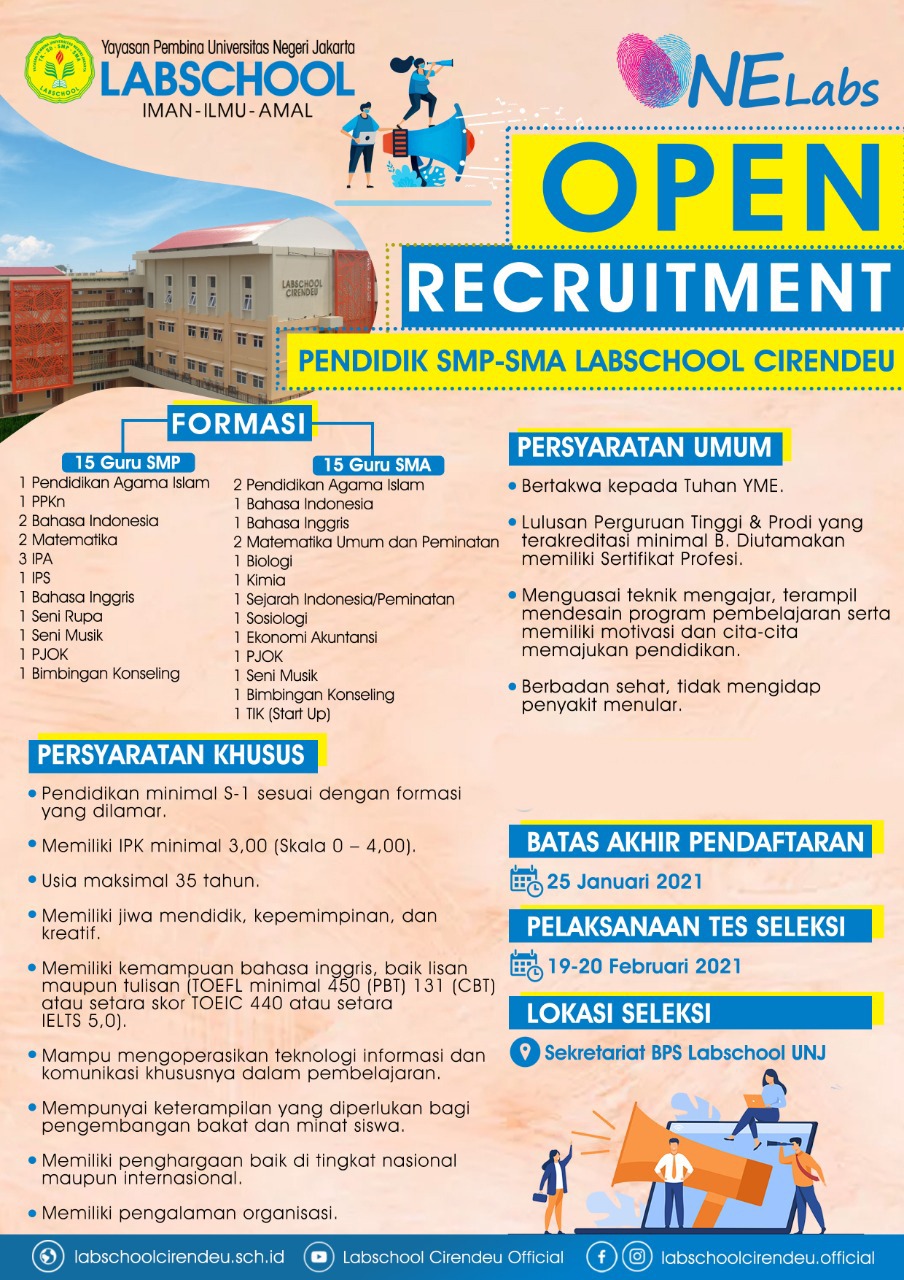 Yayasan Pembina Universitas Negeri Jakarta
LABSCHOOL
IMAN - ILMU - AMAL
TK - SD - SMP - SMA
LABSCHOOL
ONE Labs
OPEN
RECRUITMENT
PENDIDIK SMP-SMA LABSCHOOL CIRENDEU
LABSCHOOL
CIRENDEU
FORMASI
15 Guru SMP
1 Pendidikan Agama Islam
1 PPKn
2 Bahasa Indonesia
2 Matematika
3 IPA
1 IPS
1 Bahasa Inggris
1 Seni Rupa
1 Seni Musik
1 PJOK
1 Bimbingan Konseling
15 Guru SMA
2 Pendidikan Agama Islam
1 Bahasa Indonesia
1 Bahasa Inggris
2 Matematika Umum dan Peminatan
1 Biologi
1 Kimia
1 Sejarah Indonesia/Peminatan
1 Sosiologi
1 Ekonomi Akuntansi
1 PJOK
1 Seni Musik
1 Bimbingan Konseling
1 TIK (Start Up)
PERSYARATAN UMUM
• Bertakwa kepada Tuhan YME.
• Lulusan Perguruan Tinggi & Prodi yang
terakreditasi minimal B. Diutamakan
memiliki Sertifikat Profesi.
• Menguasai teknik mengajar, terampil
mendesain program pembelajaran serta
memiliki motivasi dan cita-cita
memajukan pendidikan.
• Berbadan sehat, tidak mengidap
penyakit menular.
PERSYARATAN KHUSUS
• Pendidikan minimal S-1 sesuai dengan formasi
yang dilamar.
• Memiliki IPK minimal 3,00 (Skala 0 – 4,00).
• Usia maksimal 35 tahun.
• Memiliki jiwa mendidik, kepemimpinan, dan
kreatif.
• Memiliki kemampuan bahasa inggris, baik lisan
maupun tulisan (TOEFL minimal 450 (PBT) 131 (CBT)
atau setara skor TOEIC 440 atau setara
IELTS 5,0).
• Mampu mengoperasikan teknologi informasi dan
komunikasi khususnya dalam pembelajaran.
• Mempunyai keterampilan yang diperlukan bagi
pengembangan bakat dan minat siswa.
• Memiliki penghargaan baik di tingkat nasional
maupun internasional.
• Memiliki pengalaman organisasi.
BATAS AKHIR PENDAFTARAN
25 Januari 2021
PELAKSANAAN TES SELEKSI
19-20 Februari 2021
LOKASI SELEKSI
Sekretariat BPS Labschool UNJ
labschoolcirendeu.sch.id
Labschool Cirendeu Official
labschoolcirendeu.official